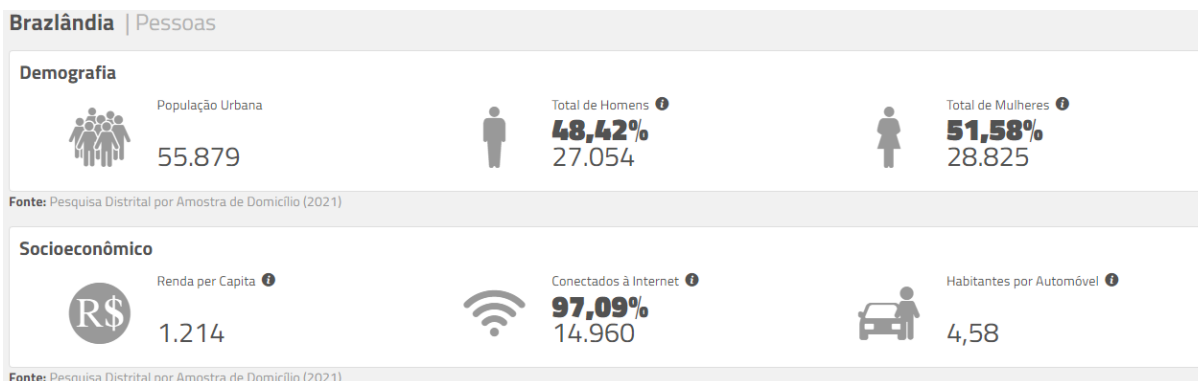 Brazlândia | Pessoas
Demografia
População Urbana
55.879
Total de Homens i
48,42%
27.054
Total de Mulheres i
51,58%
28.825
Fonte: Pesquisa Distrital por Amostra de Domicílio (2021)
Socioeconômico
R$
Renda per Capita i
1.214
Conectados à Internet i
97,09%
14.960
Habitantes por Automóvel i
4,58
Fonte: Pesquisa Distrital por Amostra de Domicílio (2021)